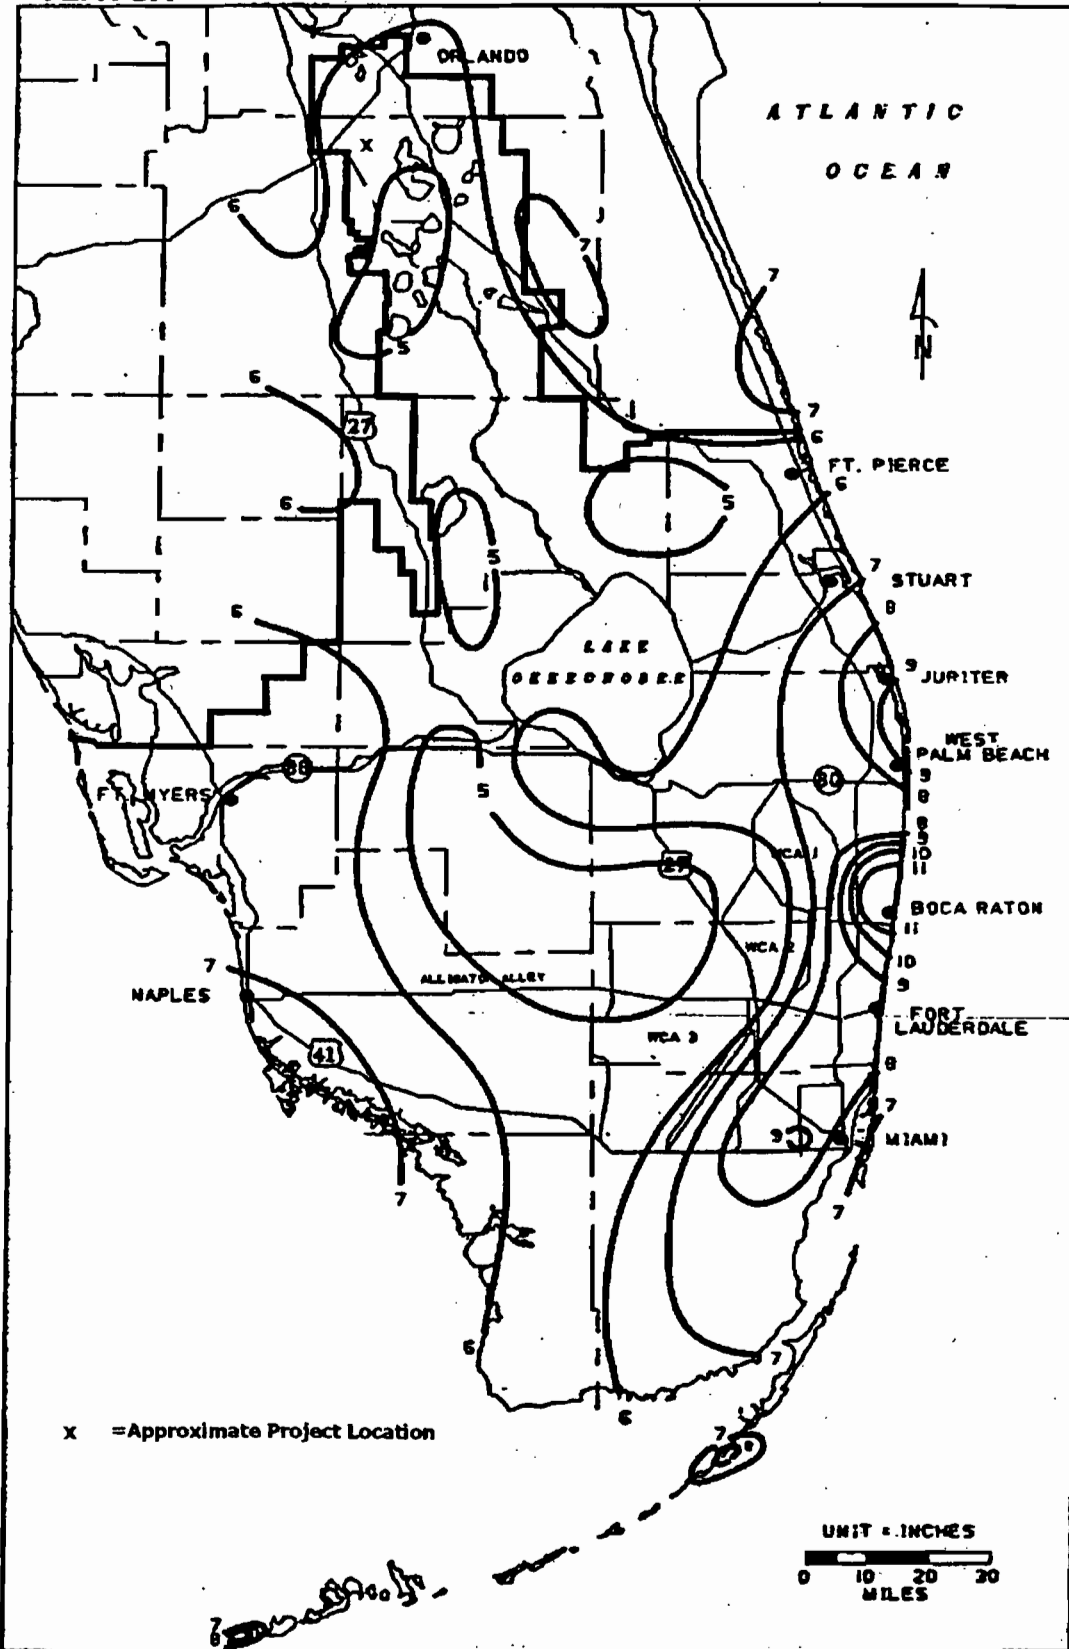 ORLANDO
ATLANTIC
OCEAN
X
6
7
7
N
5
6
27
7
6
FT. PIERCE
6
5
6
5
7
STUART
8
6
LAKE
9
JUPITER
WEST
PALM BEACH
9
8
80
5
FT. MYERS
8
9
10
11
WCA 1
27
BOCA RATON
11
WCA 2
10
9
7
ALLIGATOR ALLEY
NAPLES
FORT
LAUDERDALE
WCA 3
41
8
7
9
MIAMI
7
7
6
7
6
X =Approximate Project Location
7
UNIT = INCHES
0 10 20 30
MILES
7
8